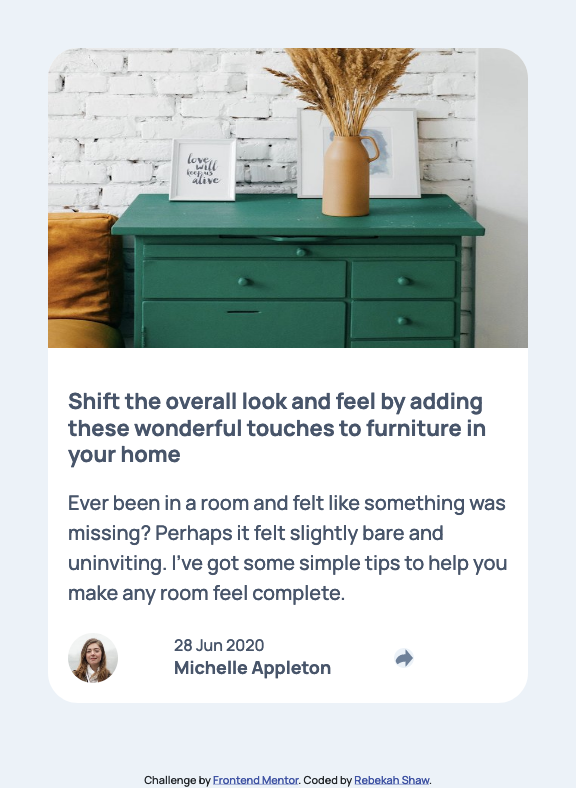 love
will
keep us
alive
Shift the overall look and feel by adding
these wonderful touches to furniture in
your home
Ever been in a room and felt like something was
missing? Perhaps it felt slightly bare and
uninviting. I’ve got some simple tips to help you
make any room feel complete.
28 Jun 2020
Michelle Appleton
Challenge by Frontend Mentor. Coded by Rebekah Shaw.